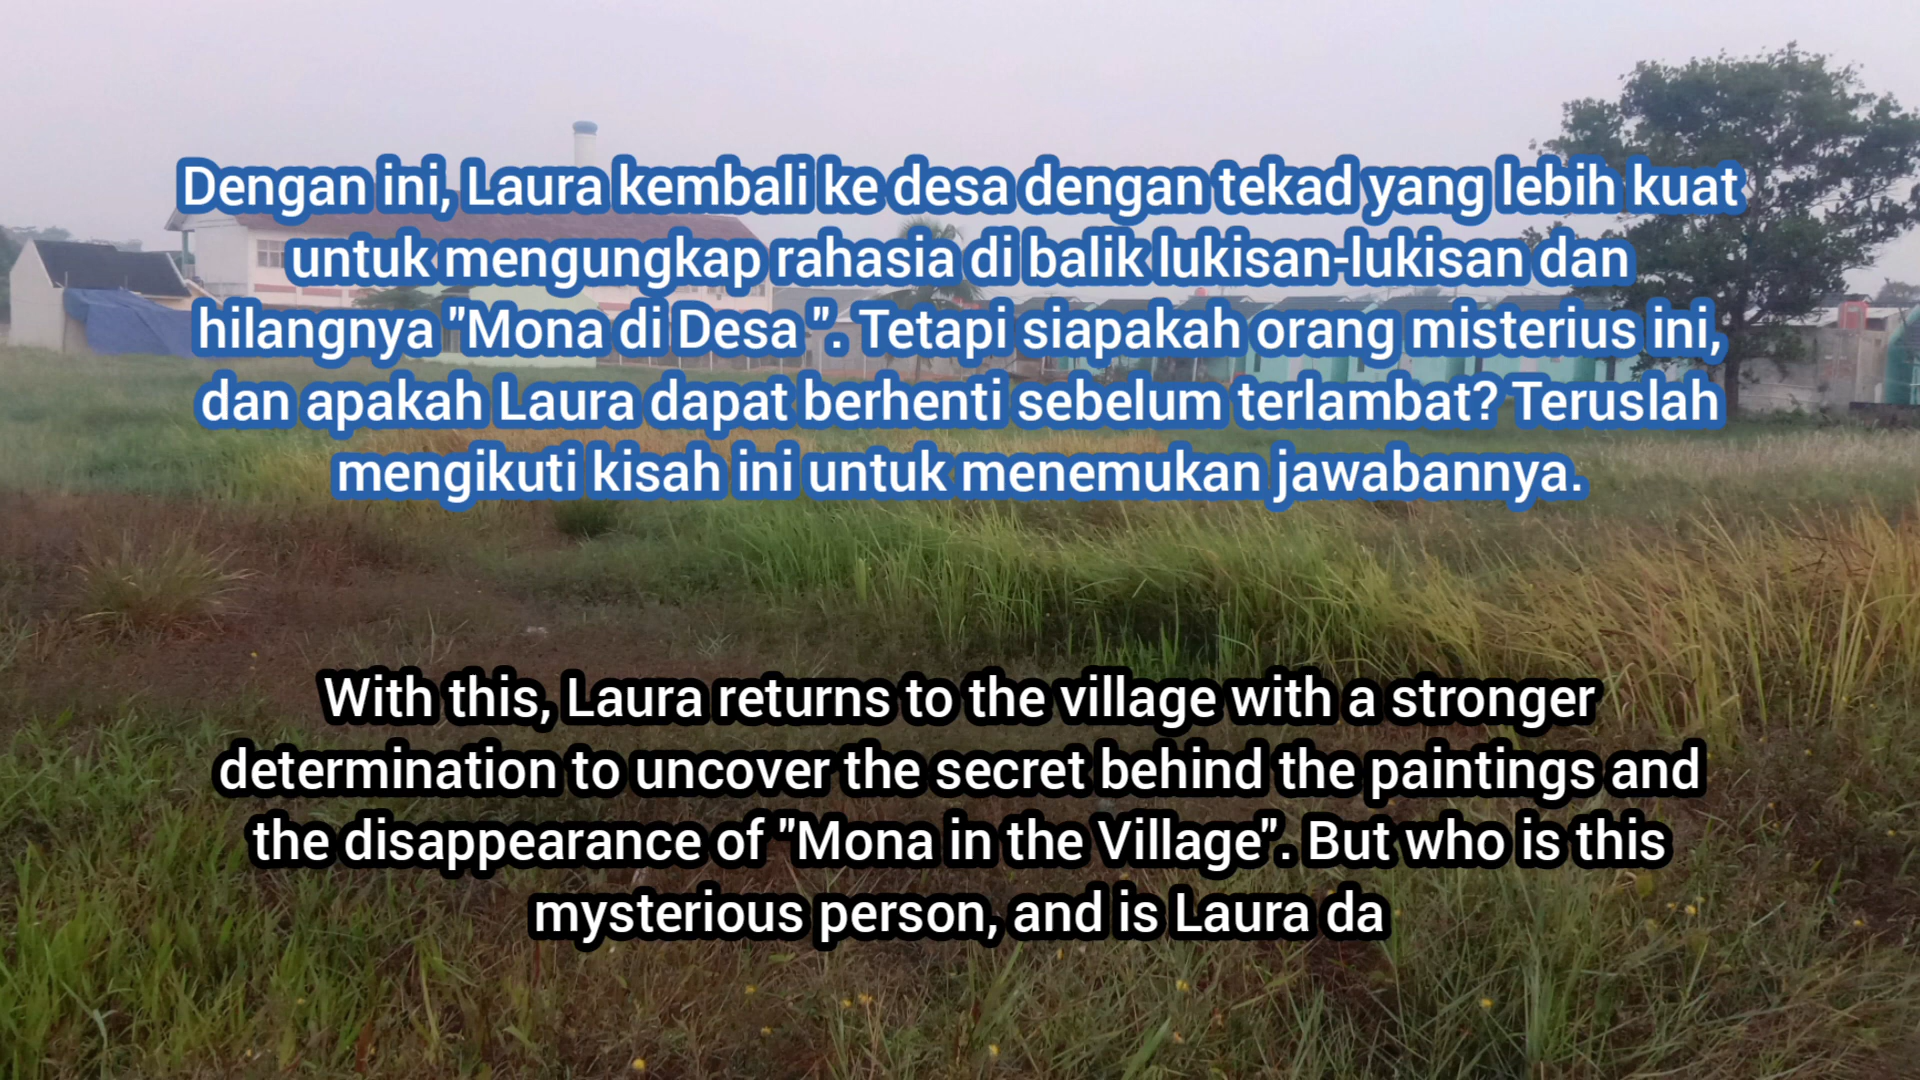 Dengan ini, Laura kembali ke desa dengan tekad yang lebih kuat
untuk mengungkap rahasia di balik lukisan-lukisan dan
hilangnya "Mona di Desa ". Tetapi siapakah orang misterius ini,
dan apakah Laura dapat berhenti sebelum terlambat? Teruslah
mengikuti kisah ini untuk menemukan jawabannya.
With this, Laura returns to the village with a stronger
determination to uncover the secret behind the paintings and
the disappearance of "Mona in the Village". But who is this
mysterious person, and is Laura da